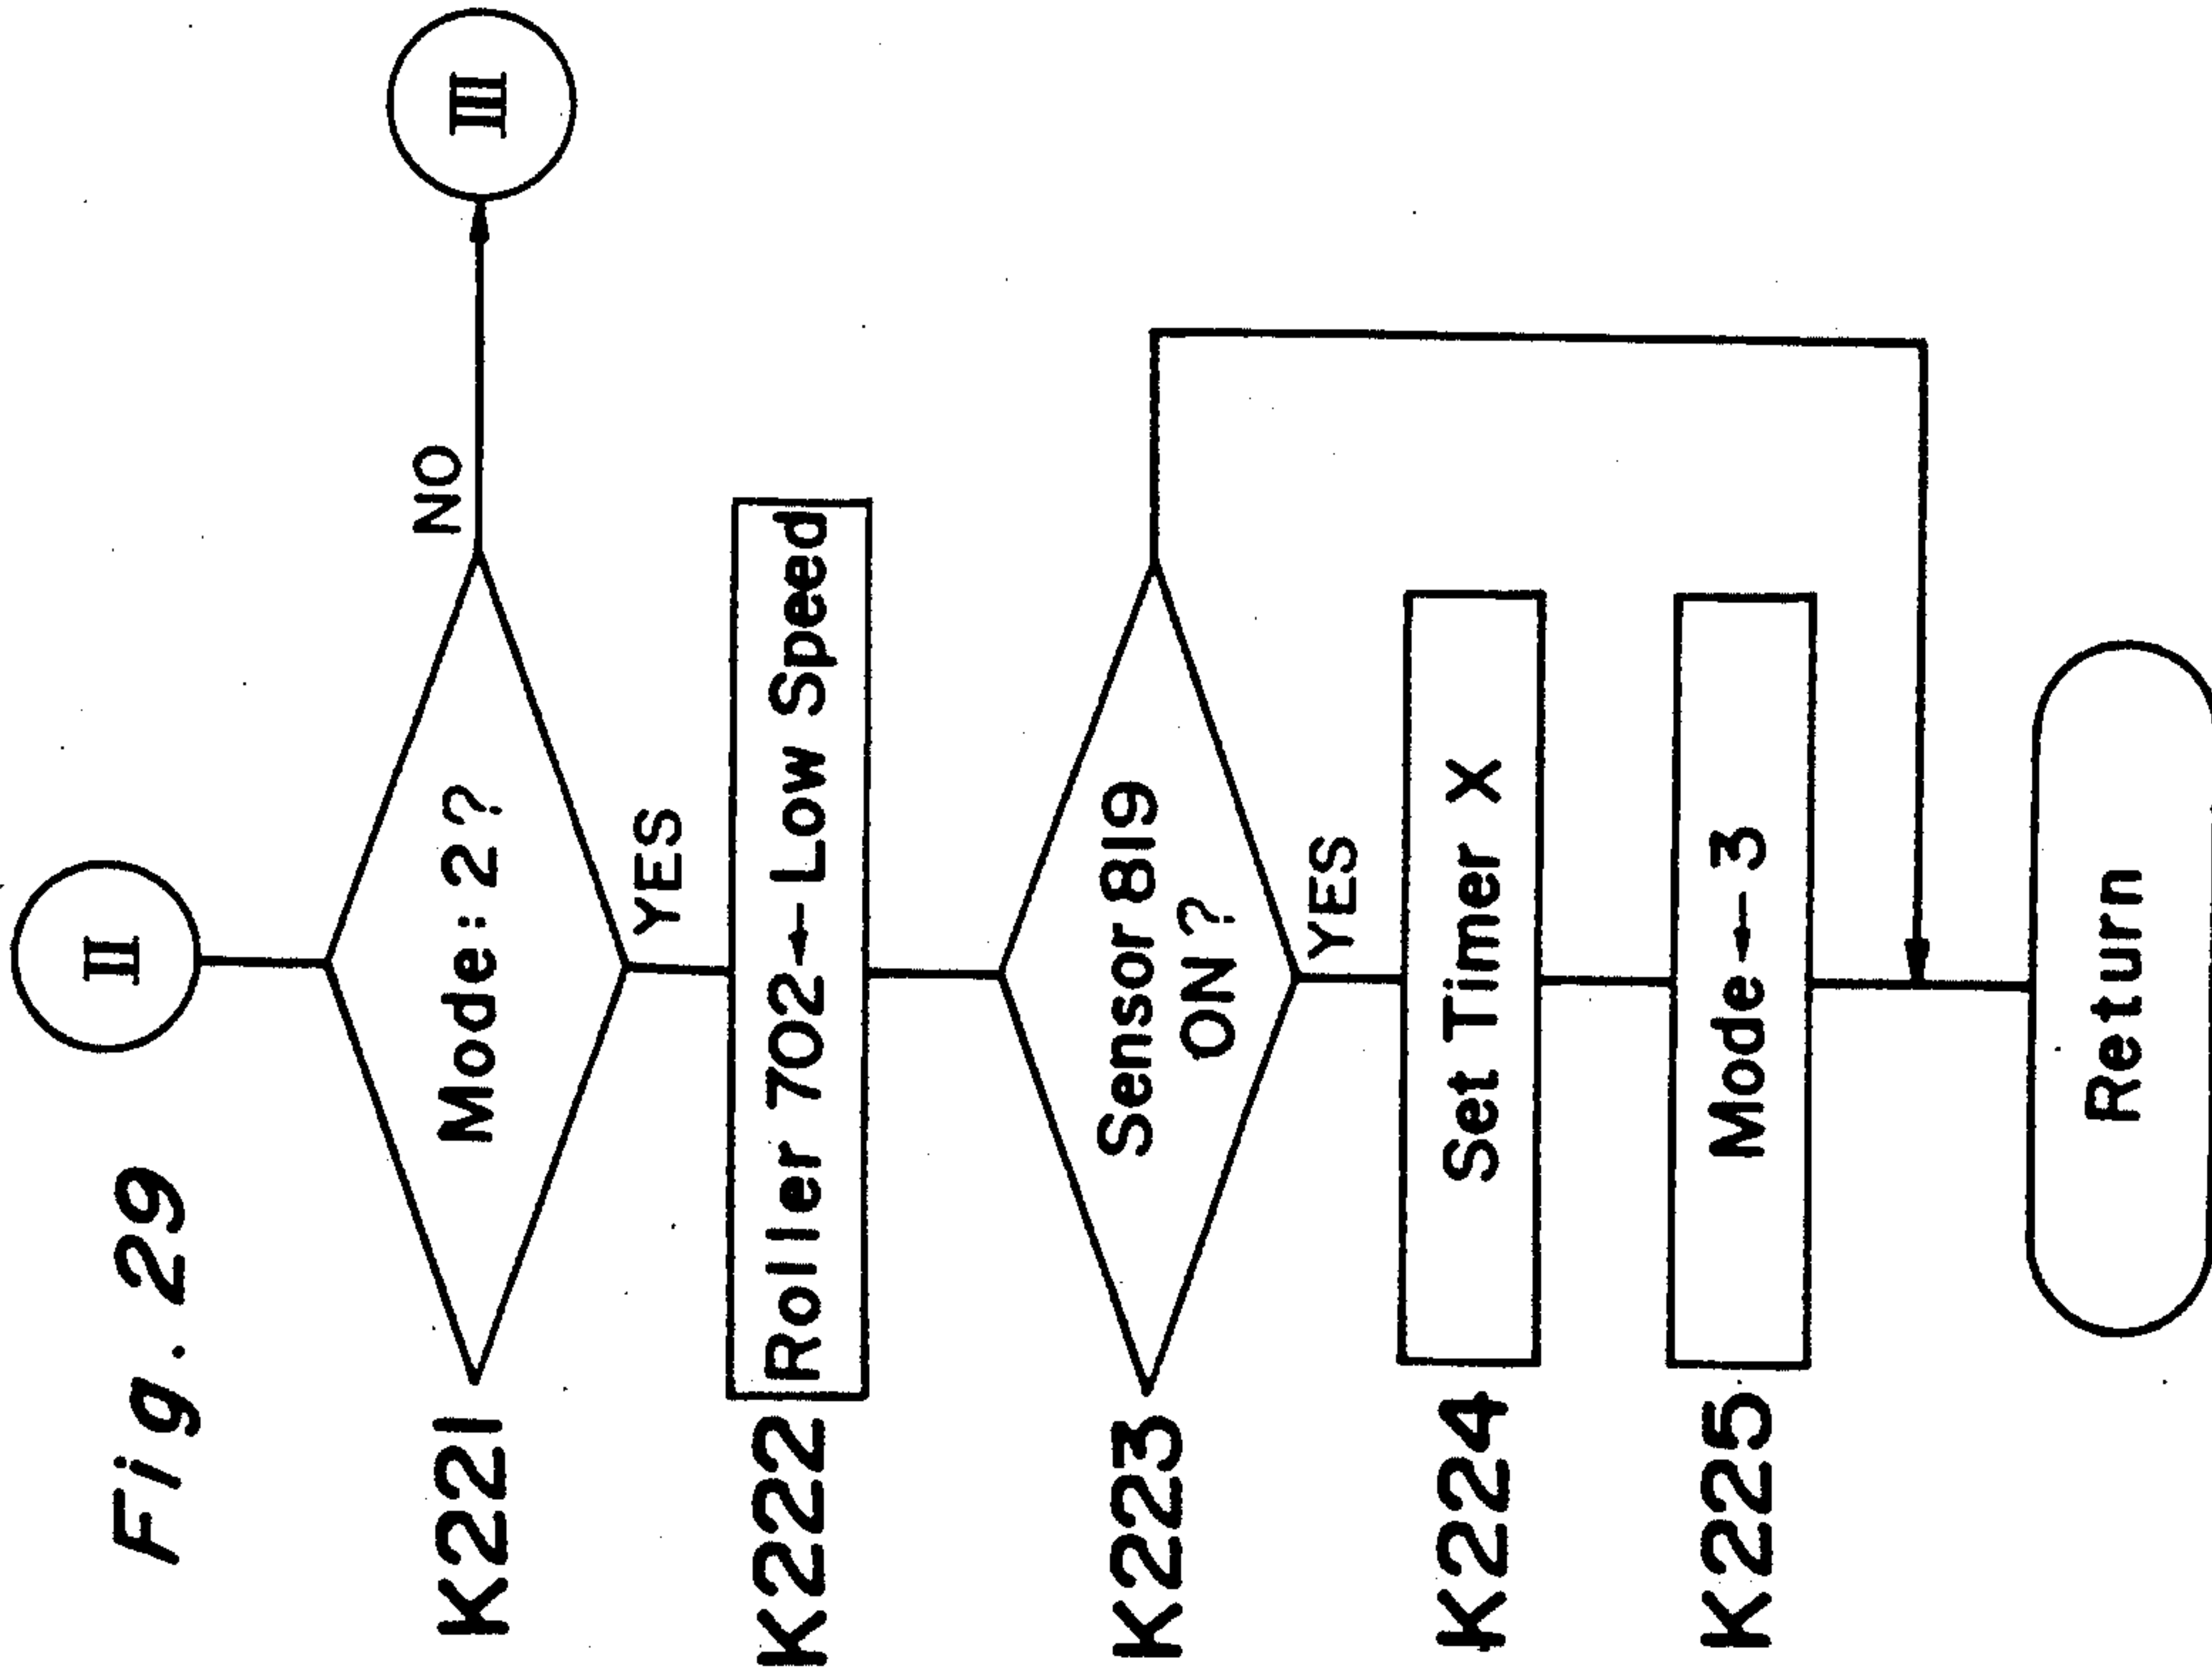 Fig. 29
II
K221
Mode: 2?
NO
III
YES
K222
Roller 702 ← Low Speed
K223
Sensor 819
ON?
YES
K224
Set Timer X
K225
Mode ← 3
Return